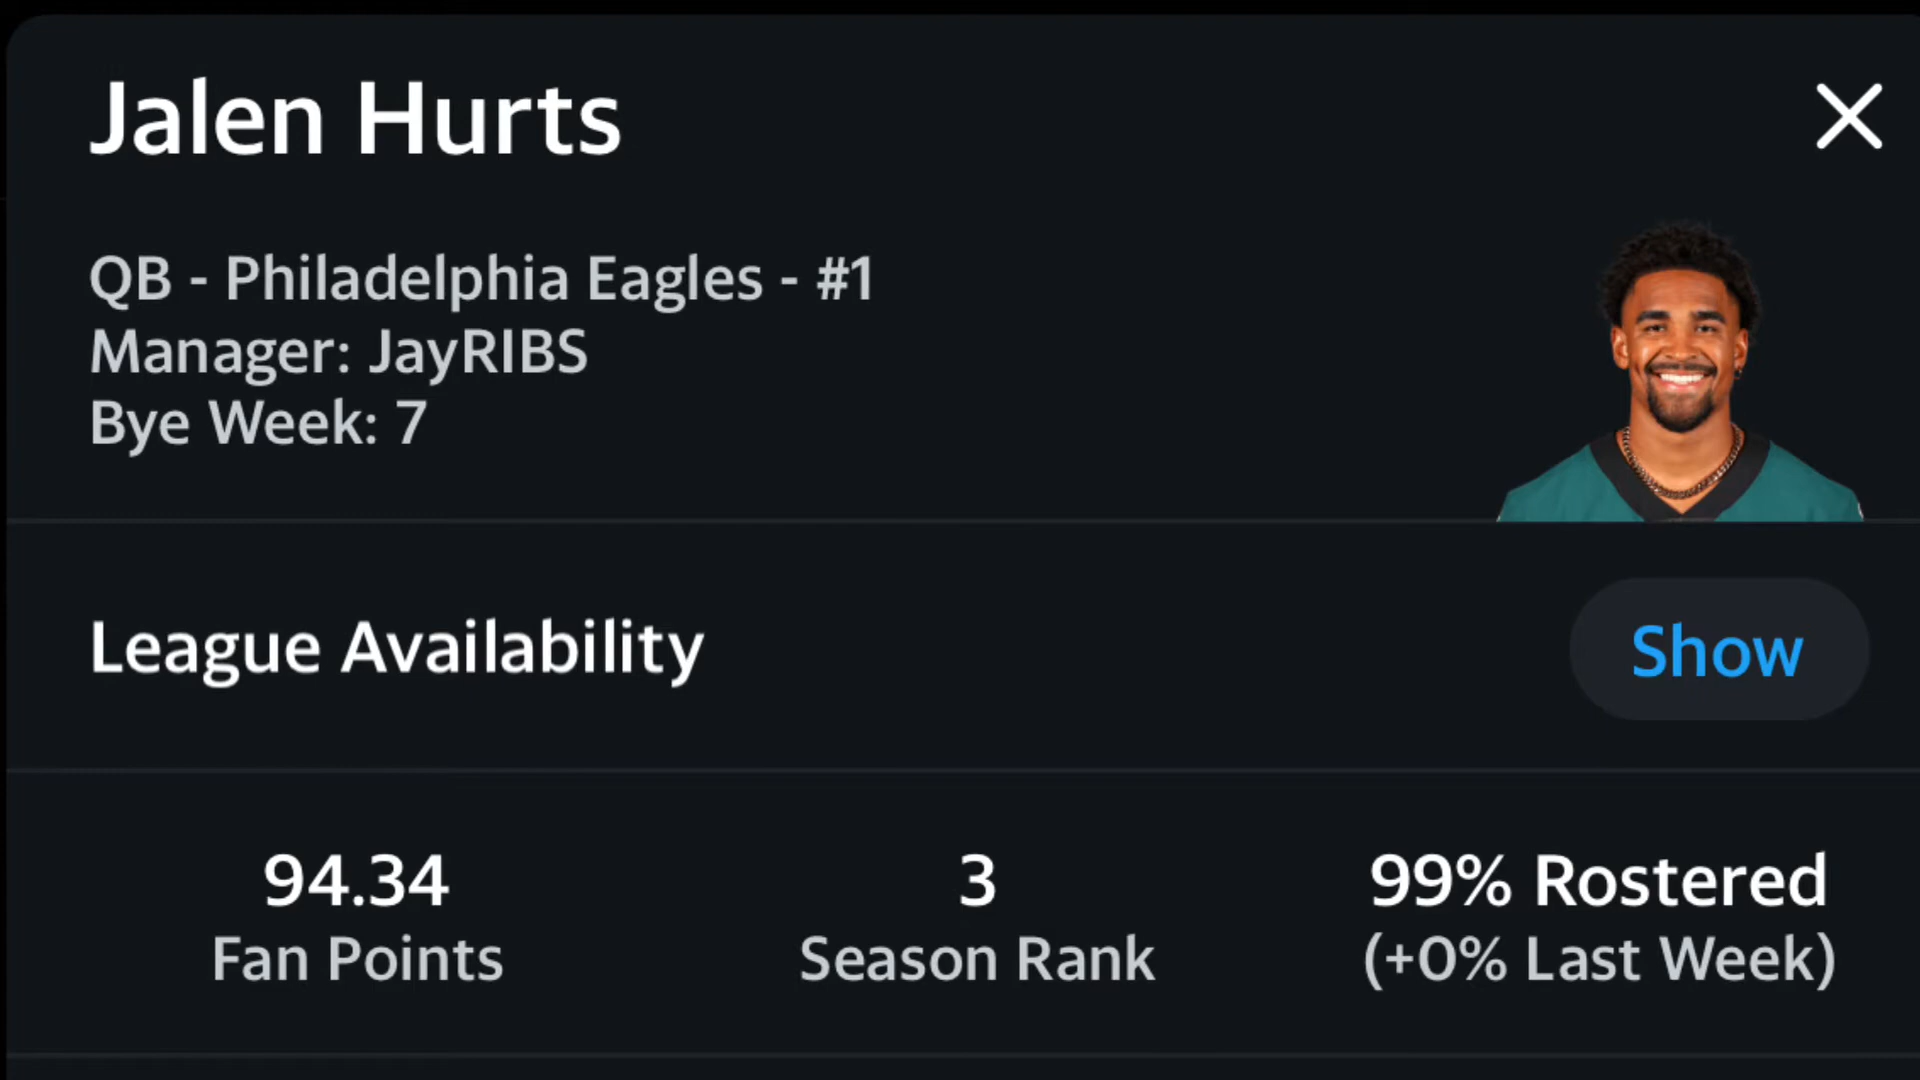 Jalen Hurts
QB - Philadelphia Eagles - #1
Manager: JayRIBS
Bye Week: 7
League Availability
Show
94.34
Fan Points
3
Season Rank
99% Rostered
(+0% Last Week)